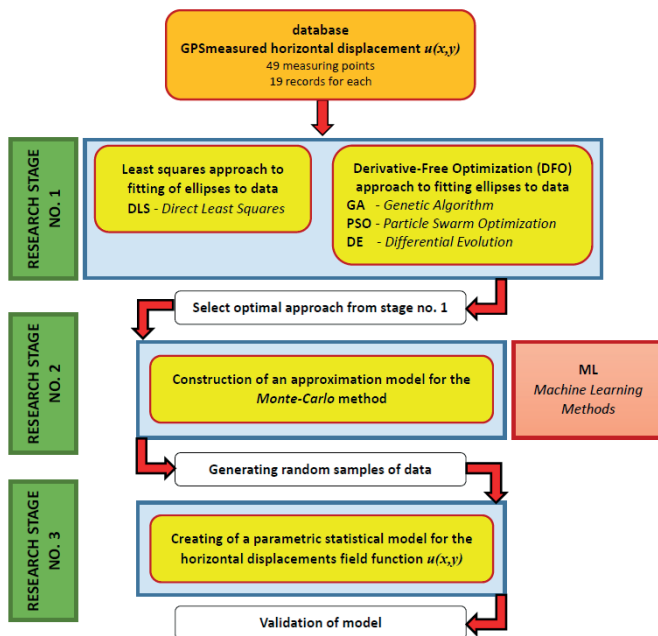 database
GPSmeasured horizontal displacement u(x,y)
49 measuring points
19 records for each
RESEARCH STAGE
NO. 1
Least squares approach to
fitting of ellipses to data
DLS - Direct Least Squares
Derivative-Free Optimization (DFO)
approach to fitting ellipses to data
GA - Genetic Algorithm
PSO - Particle Swarm Optimization
DE - Differential Evolution
Select optimal approach from stage no. 1
RESEARCH STAGE
NO. 2
Construction of an approximation model for the
Monte-Carlo method
ML
Machine Learning
Methods
Generating random samples of data
RESEARCH STAGE
NO. 3
Creating of a parametric statistical model for the
horizontal displacements field function u(x,y)
Validation of model